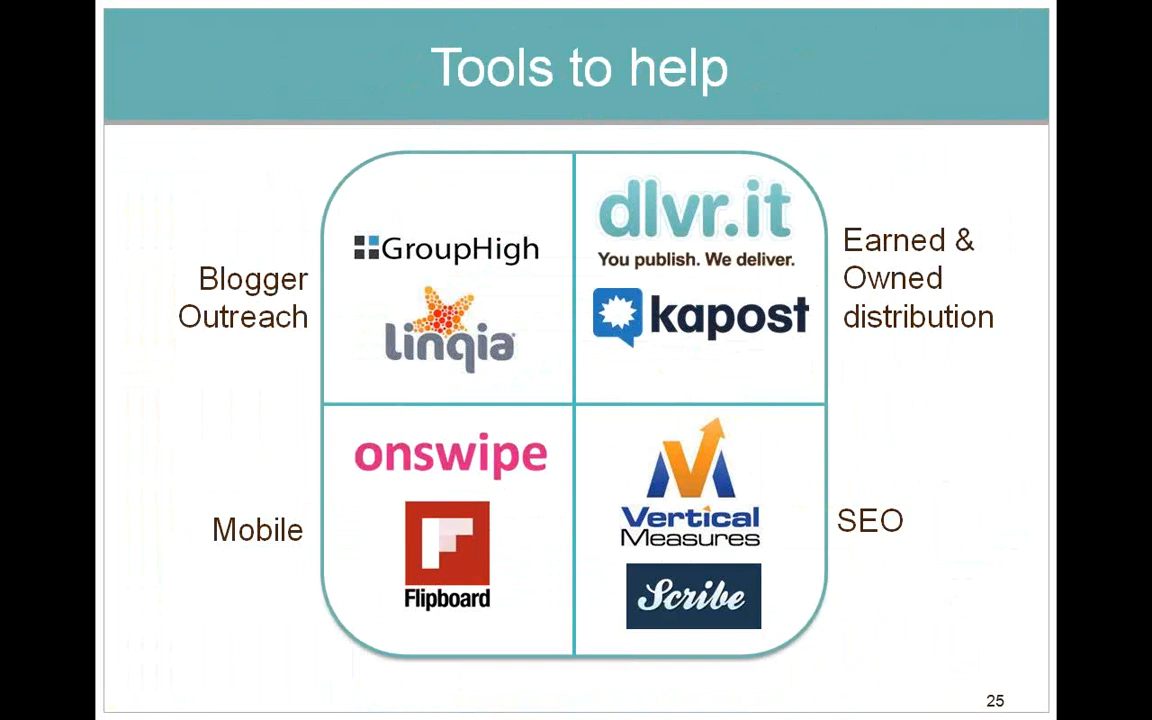 Tools to help
Blogger
Outreach
GroupHigh
linqia
dlvr.it
You publish. We deliver.
kapost
Earned &
Owned
distribution
Mobile
onswipe
Flipboard
Vertical
Measures
Scribe
SEO
25